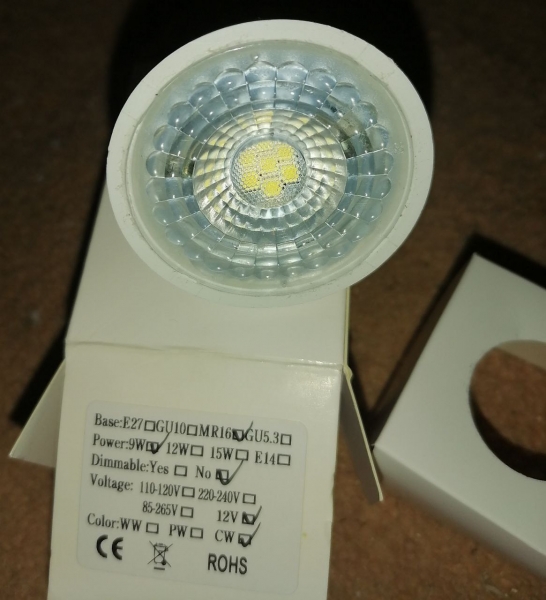 Base:E27□GU10□MR16☑GU5.3□
Power:9W☑ 12W□ 15W□ E14□
Dimmable:Yes □ No ☑
Voltage: 110-120V□ 220-240V□
85-265V□ 12V☑
Color:WW □ PW□ CW☑
CE ROHS